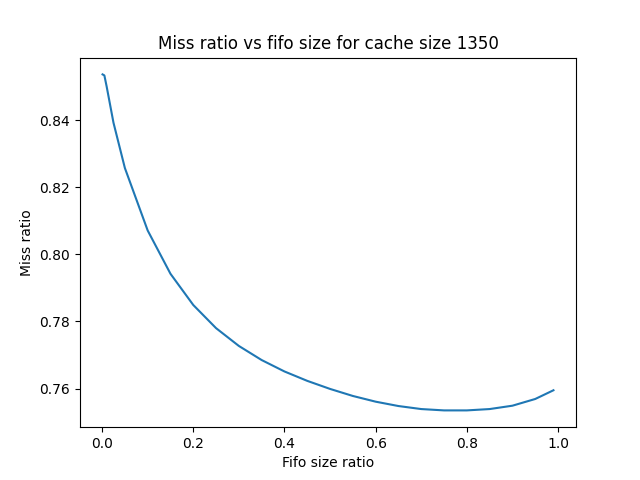 Miss ratio vs fifo size for cache size 1350
Miss ratio
0.84
0.82
0.80
0.78
0.76
0.0 0.2 0.4 0.6 0.8 1.0
Fifo size ratio